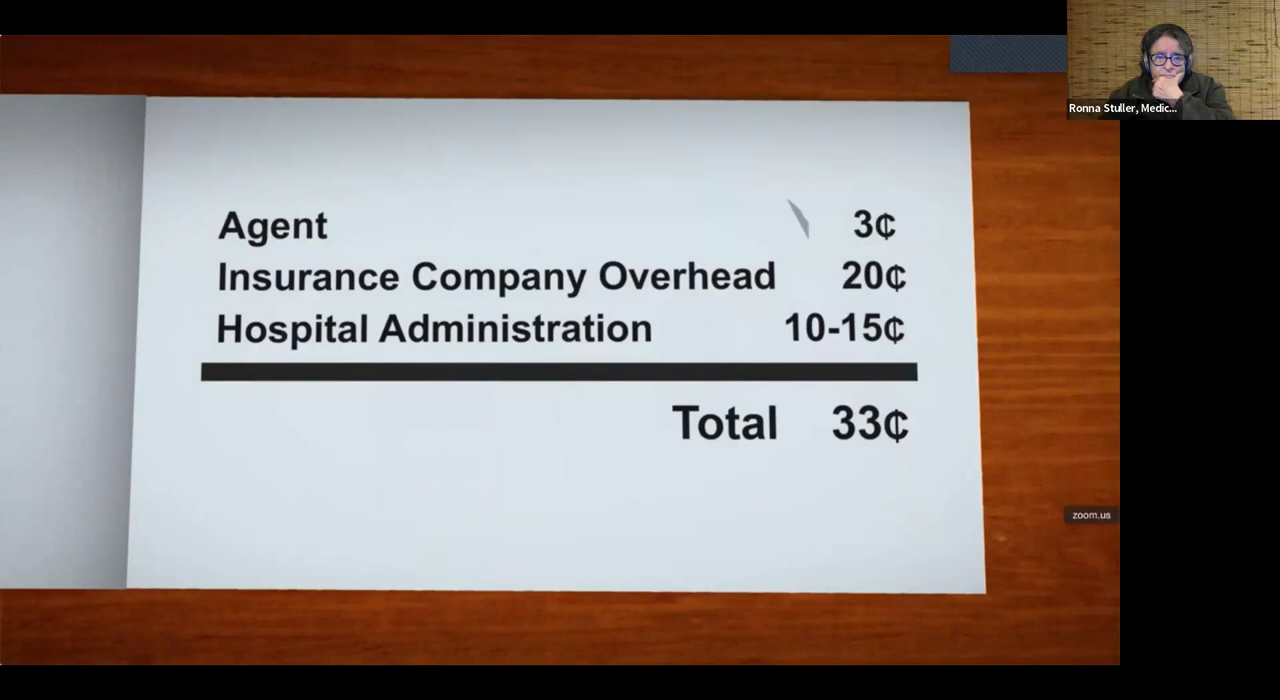 Ronna Stuller, Medic...
Agent 3¢
Insurance Company Overhead 20¢
Hospital Administration 10-15¢
Total 33¢
zoom.us